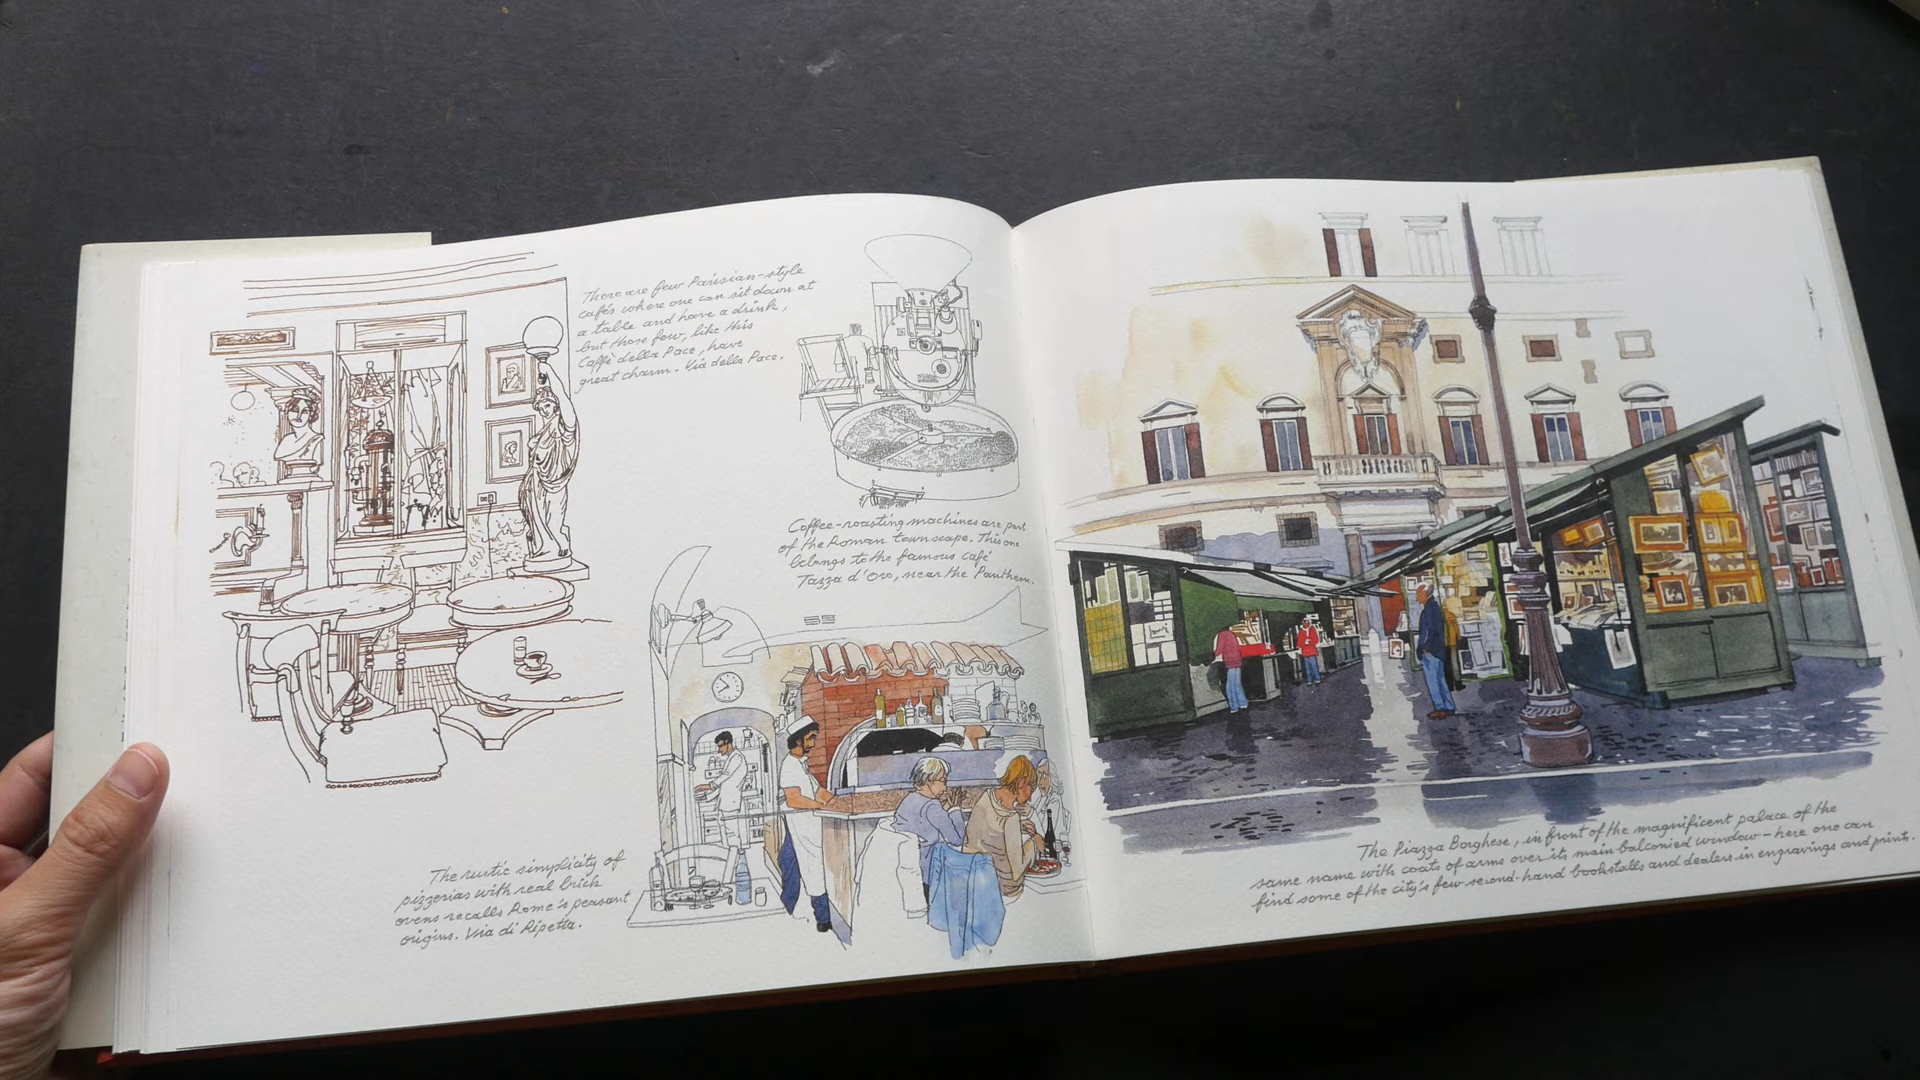 There are few Parisian-style
cafés where one can sit down at
a table and have a drink,
but those few, like this
Caffè della Pace, have
great charm. Via della Pace.
Coffee-roasting machines are part
of the Roman townscape. This one
belongs to the famous café
Tazza d'Oro, near the Pantheon.
The rustic simplicity of
pizzerias with real brick
ovens recalls Rome's peasant
origins. Via di Ripetta.
The Piazza Borghese, in front of the magnificent palace of the
same name with coats of arms over its main balconied window – here one can
find some of the city's few second-hand bookstalls and dealers in engravings and prints.